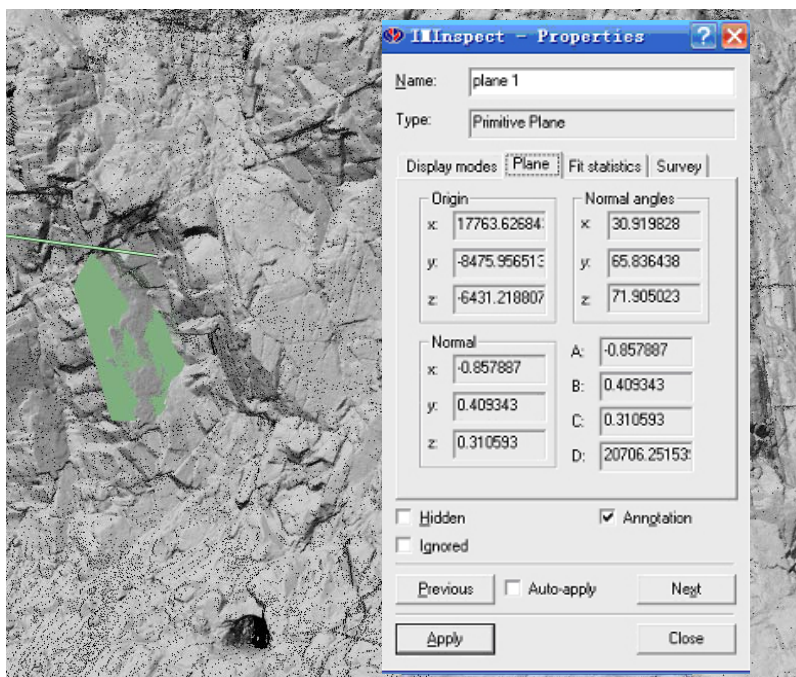 IMInspect - Properties
Name: plane 1
Type: Primitive Plane
Display modes Plane Fit statistics Survey
Origin Normal angles
x: 17763.62684 x: 30.919828
y: -8475.956513 y: 65.836438
z: -6431.218807 z: 71.905023
Normal A: -0.857887
x: -0.857887 B: 0.409343
y: 0.409343 C: 0.310593
z: 0.310593 D: 20706.25153
Hidden Annotation
Ignored
Previous Auto-apply Next
Apply Close